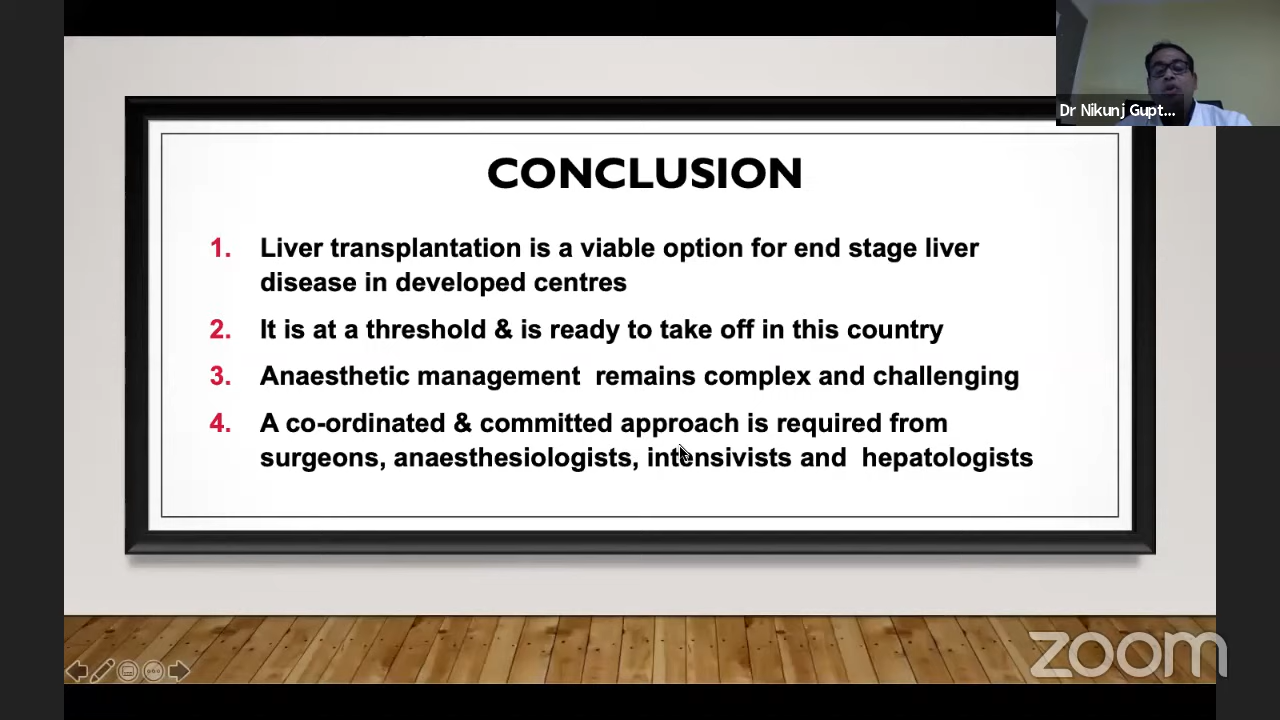 Dr Nikunj Gupt...
CONCLUSION
1. Liver transplantation is a viable option for end stage liver
disease in developed centres
2. It is at a threshold & is ready to take off in this country
3. Anaesthetic management  remains complex and challenging
4. A co-ordinated & committed approach is required from
surgeons, anaesthesiologists, intensivists and  hepatologists
zoom